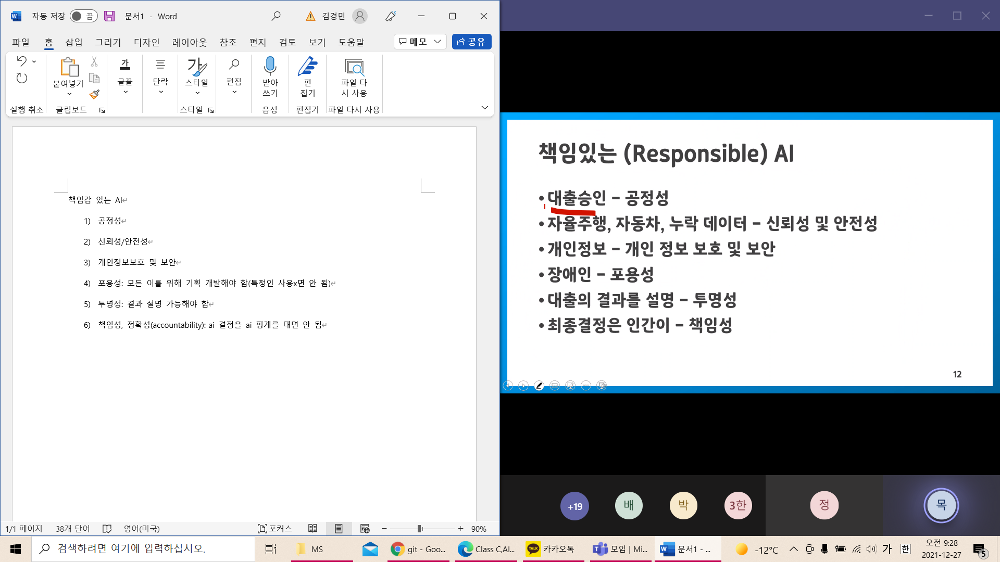 자동 저장 끔 문서1 - Word 김경민
파일 홈 삽입 그리기 디자인 레이아웃 참조 편지 검토 보기 도움말 메모 공유
붙여넣기
가
글꼴
단락
가
스타일
편집
받아
쓰기
편
집기
파일 다
시 사용
실행 취소 클립보드 스타일 음성 편집기 파일 다시 사용
책임감 있는 AI
1) 공정성
2) 신뢰성/안전성
3) 개인정보보호 및 보안
4) 포용성: 모든 이를 위해 기획 개발해야 함(특정인 사용x면 안 됨)
5) 투명성: 결과 설명 가능해야 함
6) 책임성, 정확성(accountability): ai 결정을 ai 핑계를 대면 안 됨
1/1 페이지 38개 단어 영어(미국) 포커스 90%
책임있는 (Responsible) AI
• 대출승인 - 공정성
• 자율주행, 자동차, 누락 데이터 - 신뢰성 및 안전성
• 개인정보 - 개인 정보 보호 및 보안
• 장애인 - 포용성
• 대출의 결과를 설명 - 투명성
• 최종결정은 인간이 - 책임성
12
+19 배 박 3한 정 목
검색하려면 여기에 입력하십시오. MS git - Goo... Class C,AI... TALK 카카오톡 모임 | Mi... 문서1 - ... -12°C 가 한 오전 9:28
2021-12-27 5